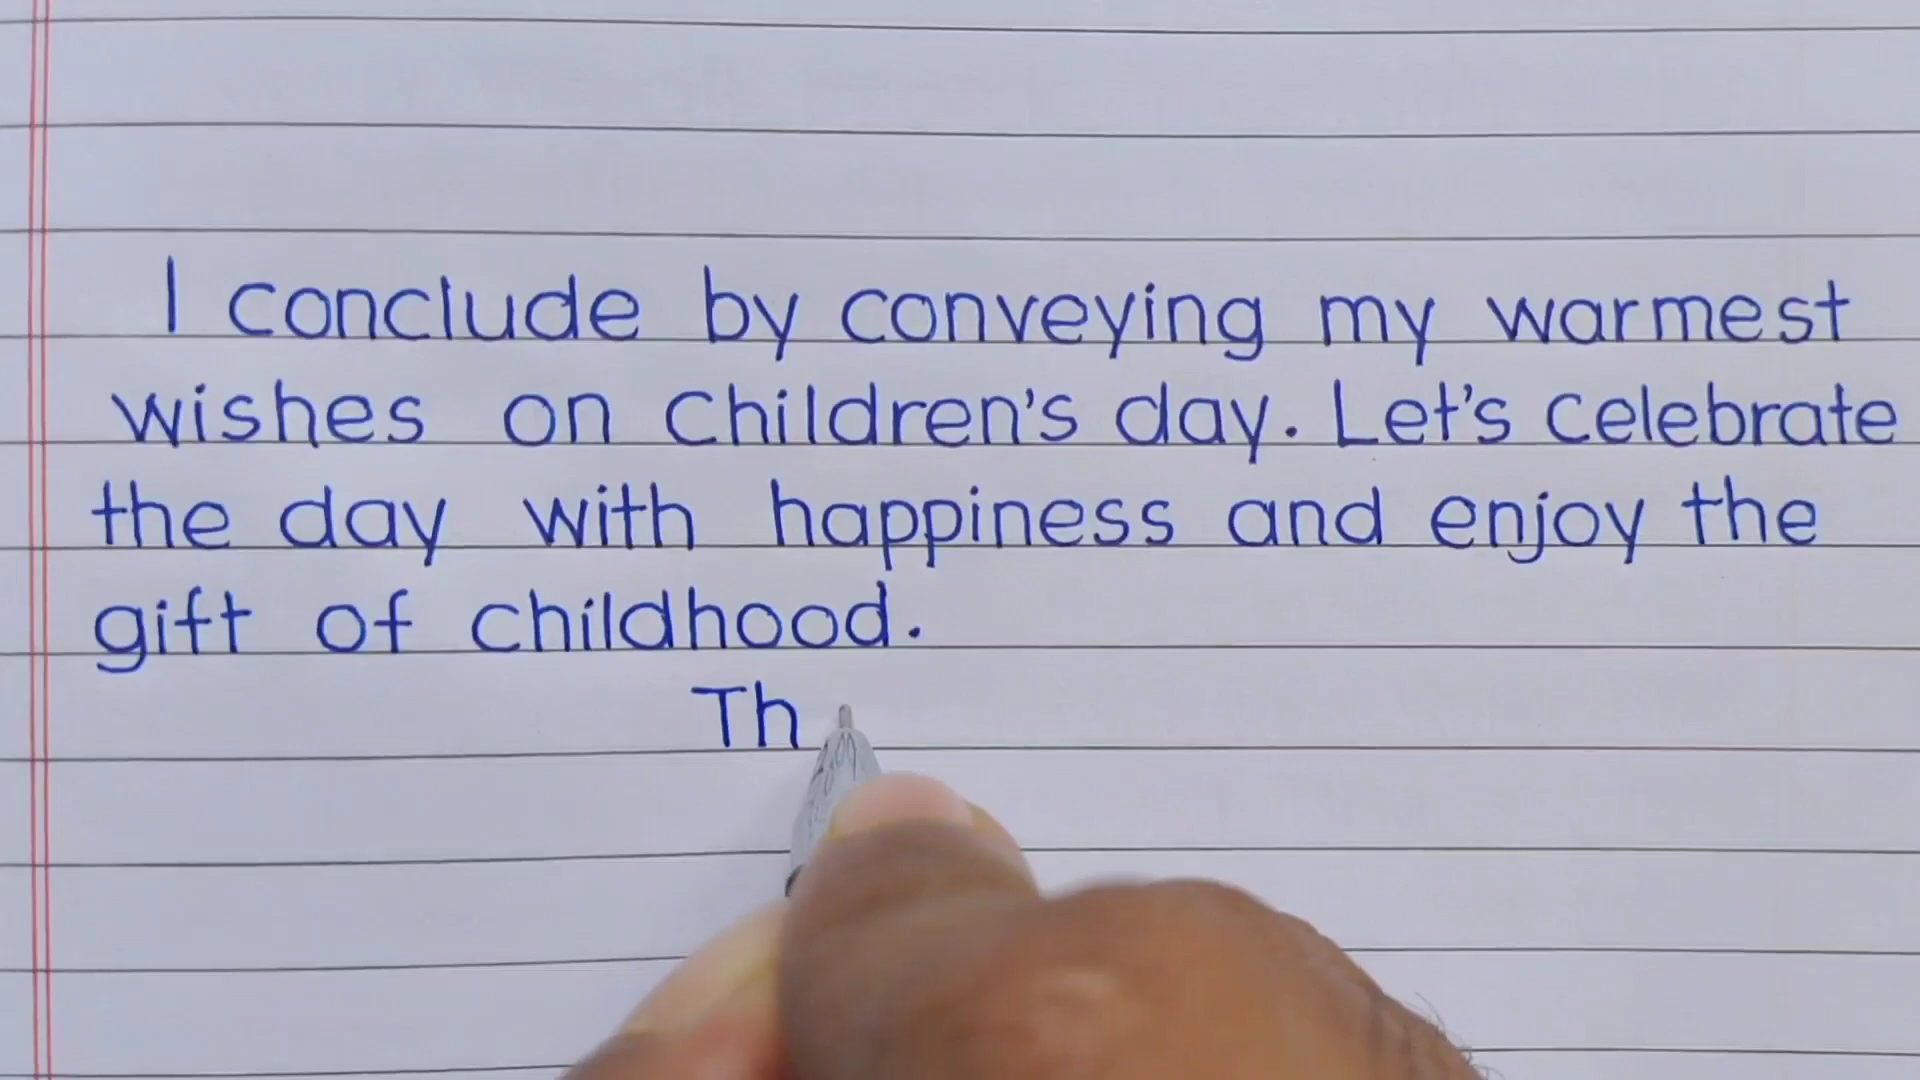 I conclude by conveying my warmest
wishes on children's day. Let's celebrate
the day with happiness and enjoy the
gift of childhood.
Th